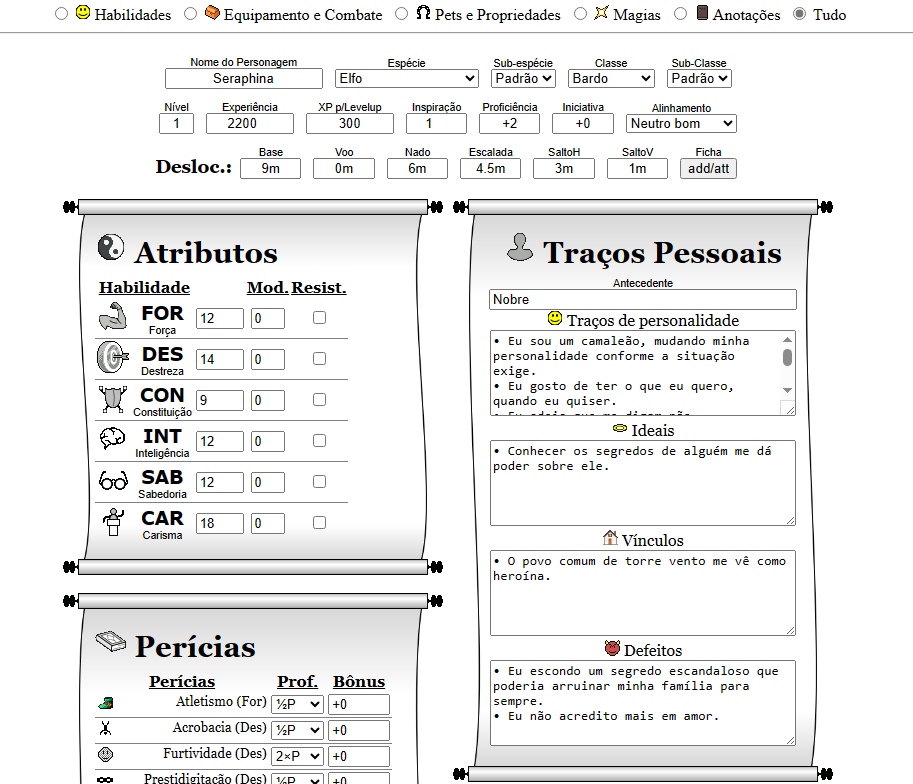 Habilidades Equipamento e Combate Pets e Propriedades Magias Anotações Tudo
Nome do Personagem Espécie Sub-espécie Classe Sub-Classe
Seraphina Elfo Padrão Bardo Padrão
Nível Experiência XP p/Levelup Inspiração Proficiência Iniciativa Alinhamento
1 2200 300 1 +2 +0 Neutro bom
Base Voo Nado Escalada SaltoH SaltoV Ficha
Desloc.: 9m 0m 6m 4.5m 3m 1m add/att
Atributos
Habilidade Mod. Resist.
FOR 12 0
Força
DES 14 0
Destreza
CON 9 0
Constituição
INT 12 0
Inteligência
SAB 12 0
Sabedoria
CAR 18 0
Carisma
Perícias
Perícias Prof. Bônus
Atletismo (For) ½P +0
Acrobacia (Des) ½P +0
Furtividade (Des) 2×P +0
Prestidigitação (Des) ½P +0
Traços Pessoais
Antecedente
Nobre
Traços de personalidade
• Eu sou um camaleão, mudando minha
personalidade conforme a situação
exige.
• Eu gosto de ter o que eu quero,
quando eu quiser.
• Eu odeio que me digam não
Ideais
• Conhecer os segredos de alguém me dá
poder sobre ele.
Vínculos
• O povo comum de torre vento me vê como
heroína.
Defeitos
• Eu escondo um segredo escandaloso que
poderia arruinar minha família para
sempre.
• Eu não acredito mais em amor.